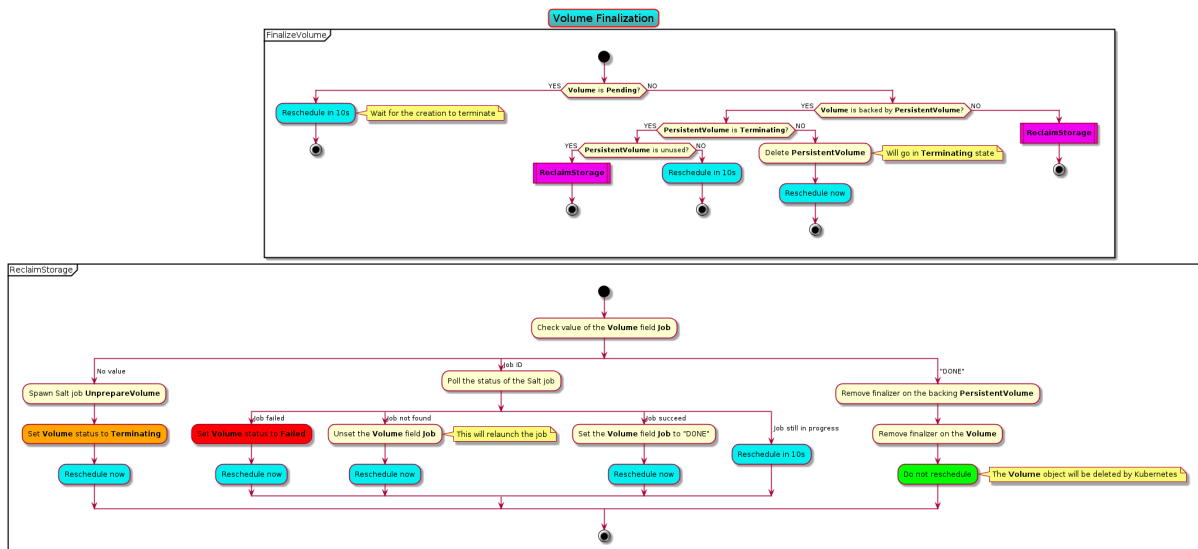 Volume Finalization
FinalizeVolume
YES
Volume is Pending?
NO
Reschedule in 10s
Wait for the creation to terminate
YES
Volume is backed by PersistentVolume?
NO
YES
PersistentVolume is Terminating?
NO
ReclaimStorage
YES
PersistentVolume is unused?
NO
Delete PersistentVolume
Will go in Terminating state
ReclaimStorage
Reschedule in 10s
Reschedule now
ReclaimStorage
Check value of the Volume field Job
No value
Job ID
"DONE"
Spawn Salt job UnprepareVolume
Poll the status of the Salt job
Remove finalizer on the backing PersistentVolume
Job failed
Job not found
Job succeed
Job still in progress
Set Volume status to Terminating
Set Volume status to Failed
Unset the Volume field Job
This will relaunch the job
Set the Volume field Job to "DONE"
Remove finalizer on the Volume
Reschedule in 10s
Reschedule now
Reschedule now
Reschedule now
Reschedule now
Do not reschedule
The Volume object will be deleted by Kubernetes